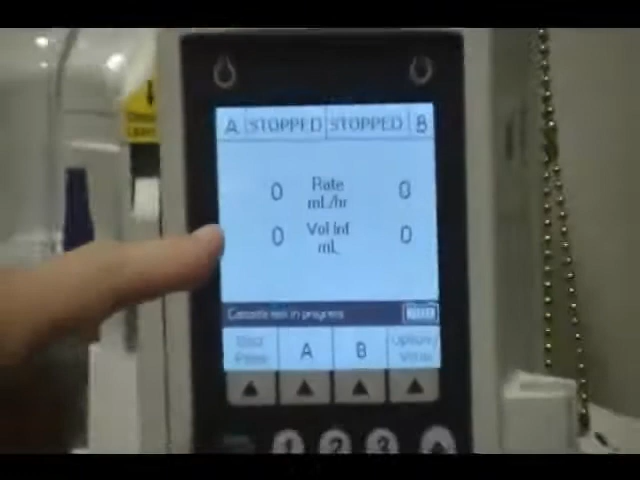 A STOPPED STOPPED B
0 Rate 0
mL/hr
0 Vol Inf 0
mL
Cassette test in progress
A B Options/
1 2 3